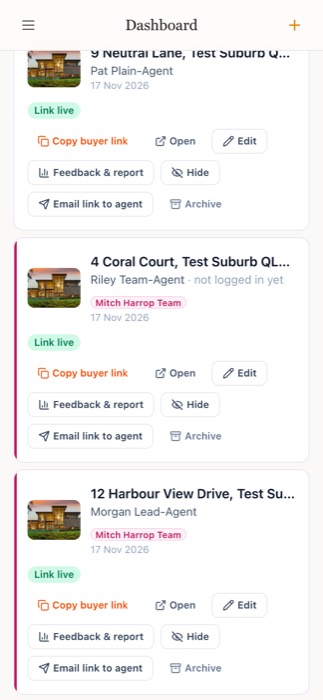 Dashboard
9 Neutral Lane, Test Suburb Q...
Pat Plain-Agent
17 Nov 2026
Link live
Copy buyer link
Open
Edit
Feedback & report
Hide
Email link to agent
Archive
4 Coral Court, Test Suburb QL...
Riley Team-Agent · not logged in yet
Mitch Harrop Team
17 Nov 2026
Link live
Copy buyer link
Open
Edit
Feedback & report
Hide
Email link to agent
Archive
12 Harbour View Drive, Test Su...
Morgan Lead-Agent
Mitch Harrop Team
17 Nov 2026
Link live
Copy buyer link
Open
Edit
Feedback & report
Hide
Email link to agent
Archive